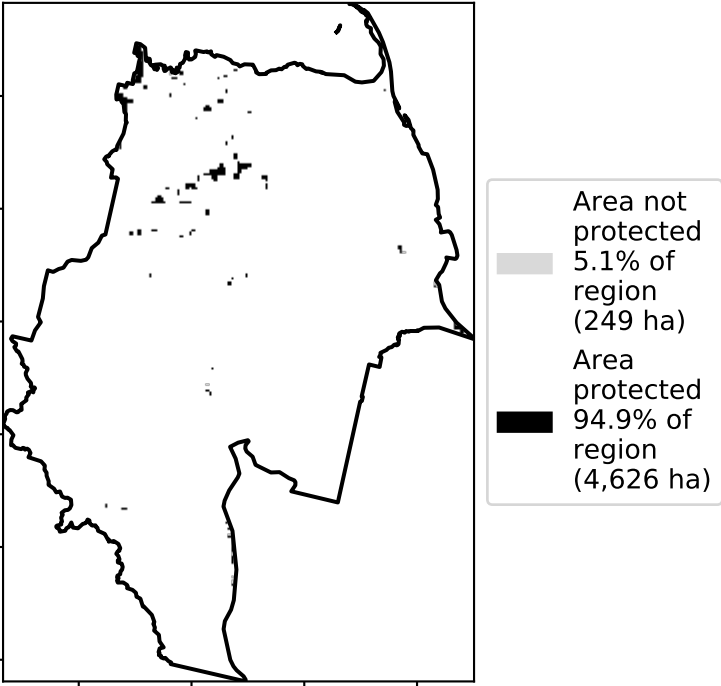 Area not
protected
5.1% of
region
(249 ha)
Area
protected
94.9% of
region
(4,626 ha)